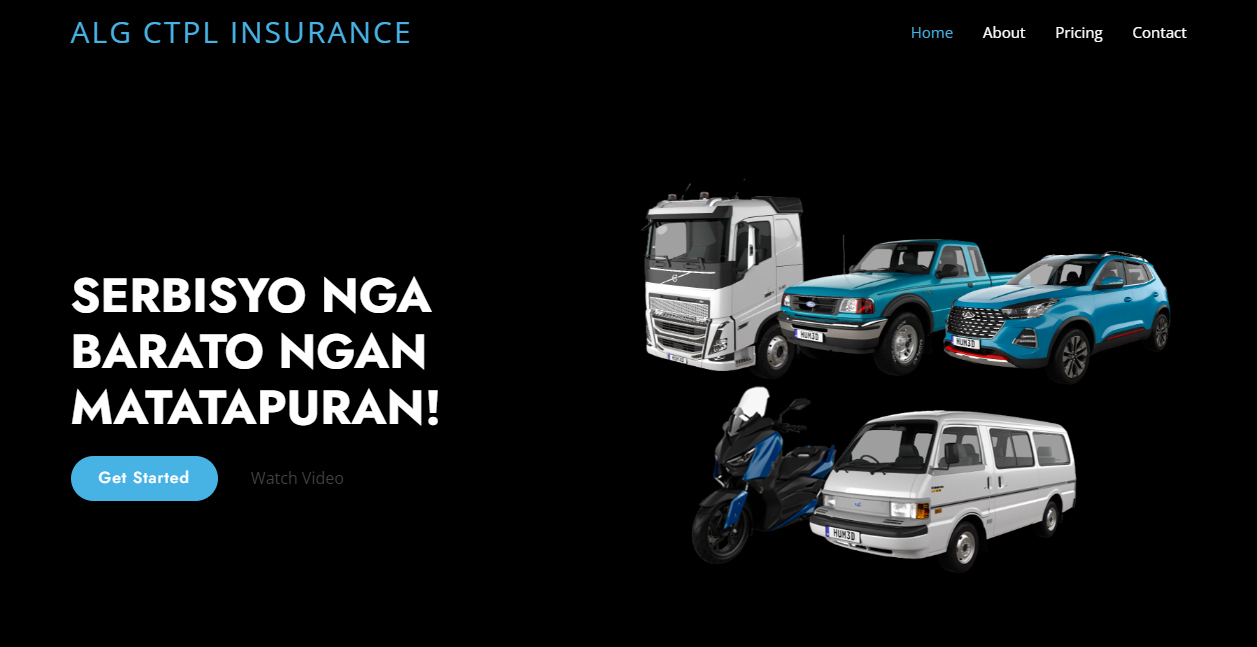 ALG CTPL INSURANCE
Home About Pricing Contact
SERBISYO NGA
BARATO NGAN
MATATAPURAN!
Get Started Watch Video
HUM3D
HUM3D
HUM3D
HUM3D